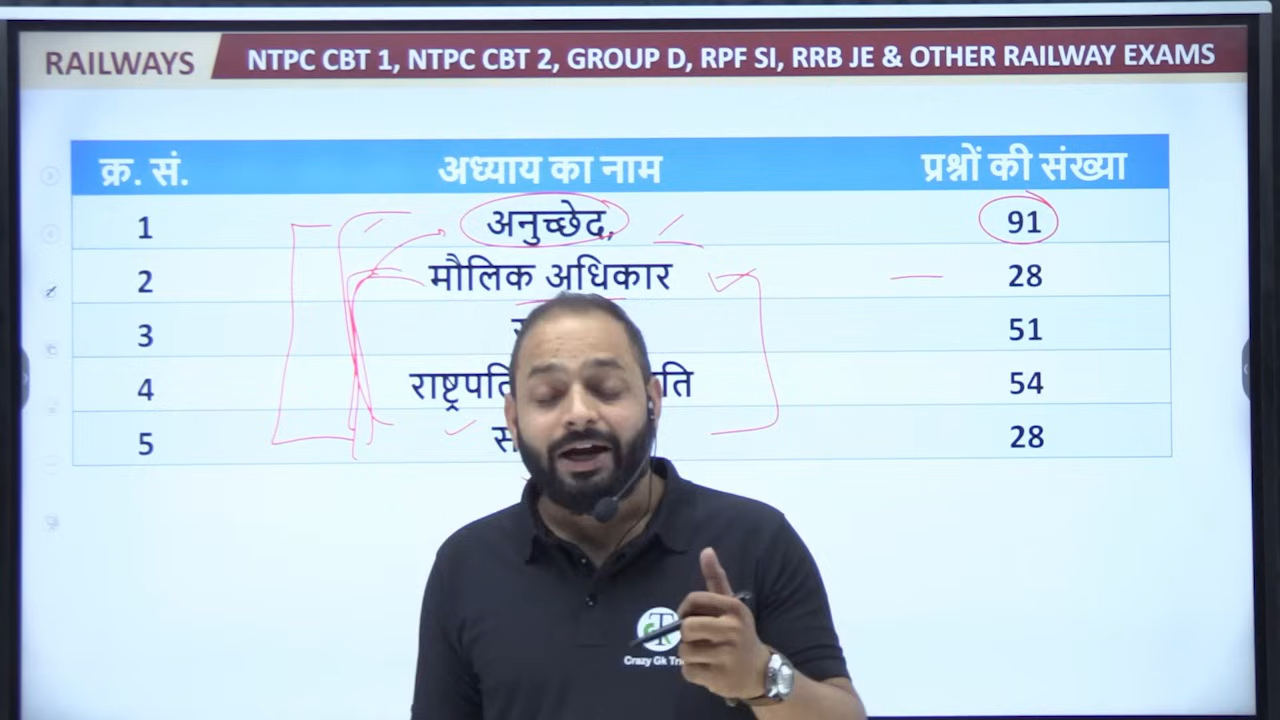 RAILWAYS NTPC CBT 1, NTPC CBT 2, GROUP D, RPF SI, RRB JE & OTHER RAILWAY EXAMS
क्र. सं. अध्याय का नाम प्रश्नों की संख्या
1 अनुच्छेद, 91
2 मौलिक अधिकार 28
3 51
4 राष्ट्रपति 54
5 28
Crazy Gk